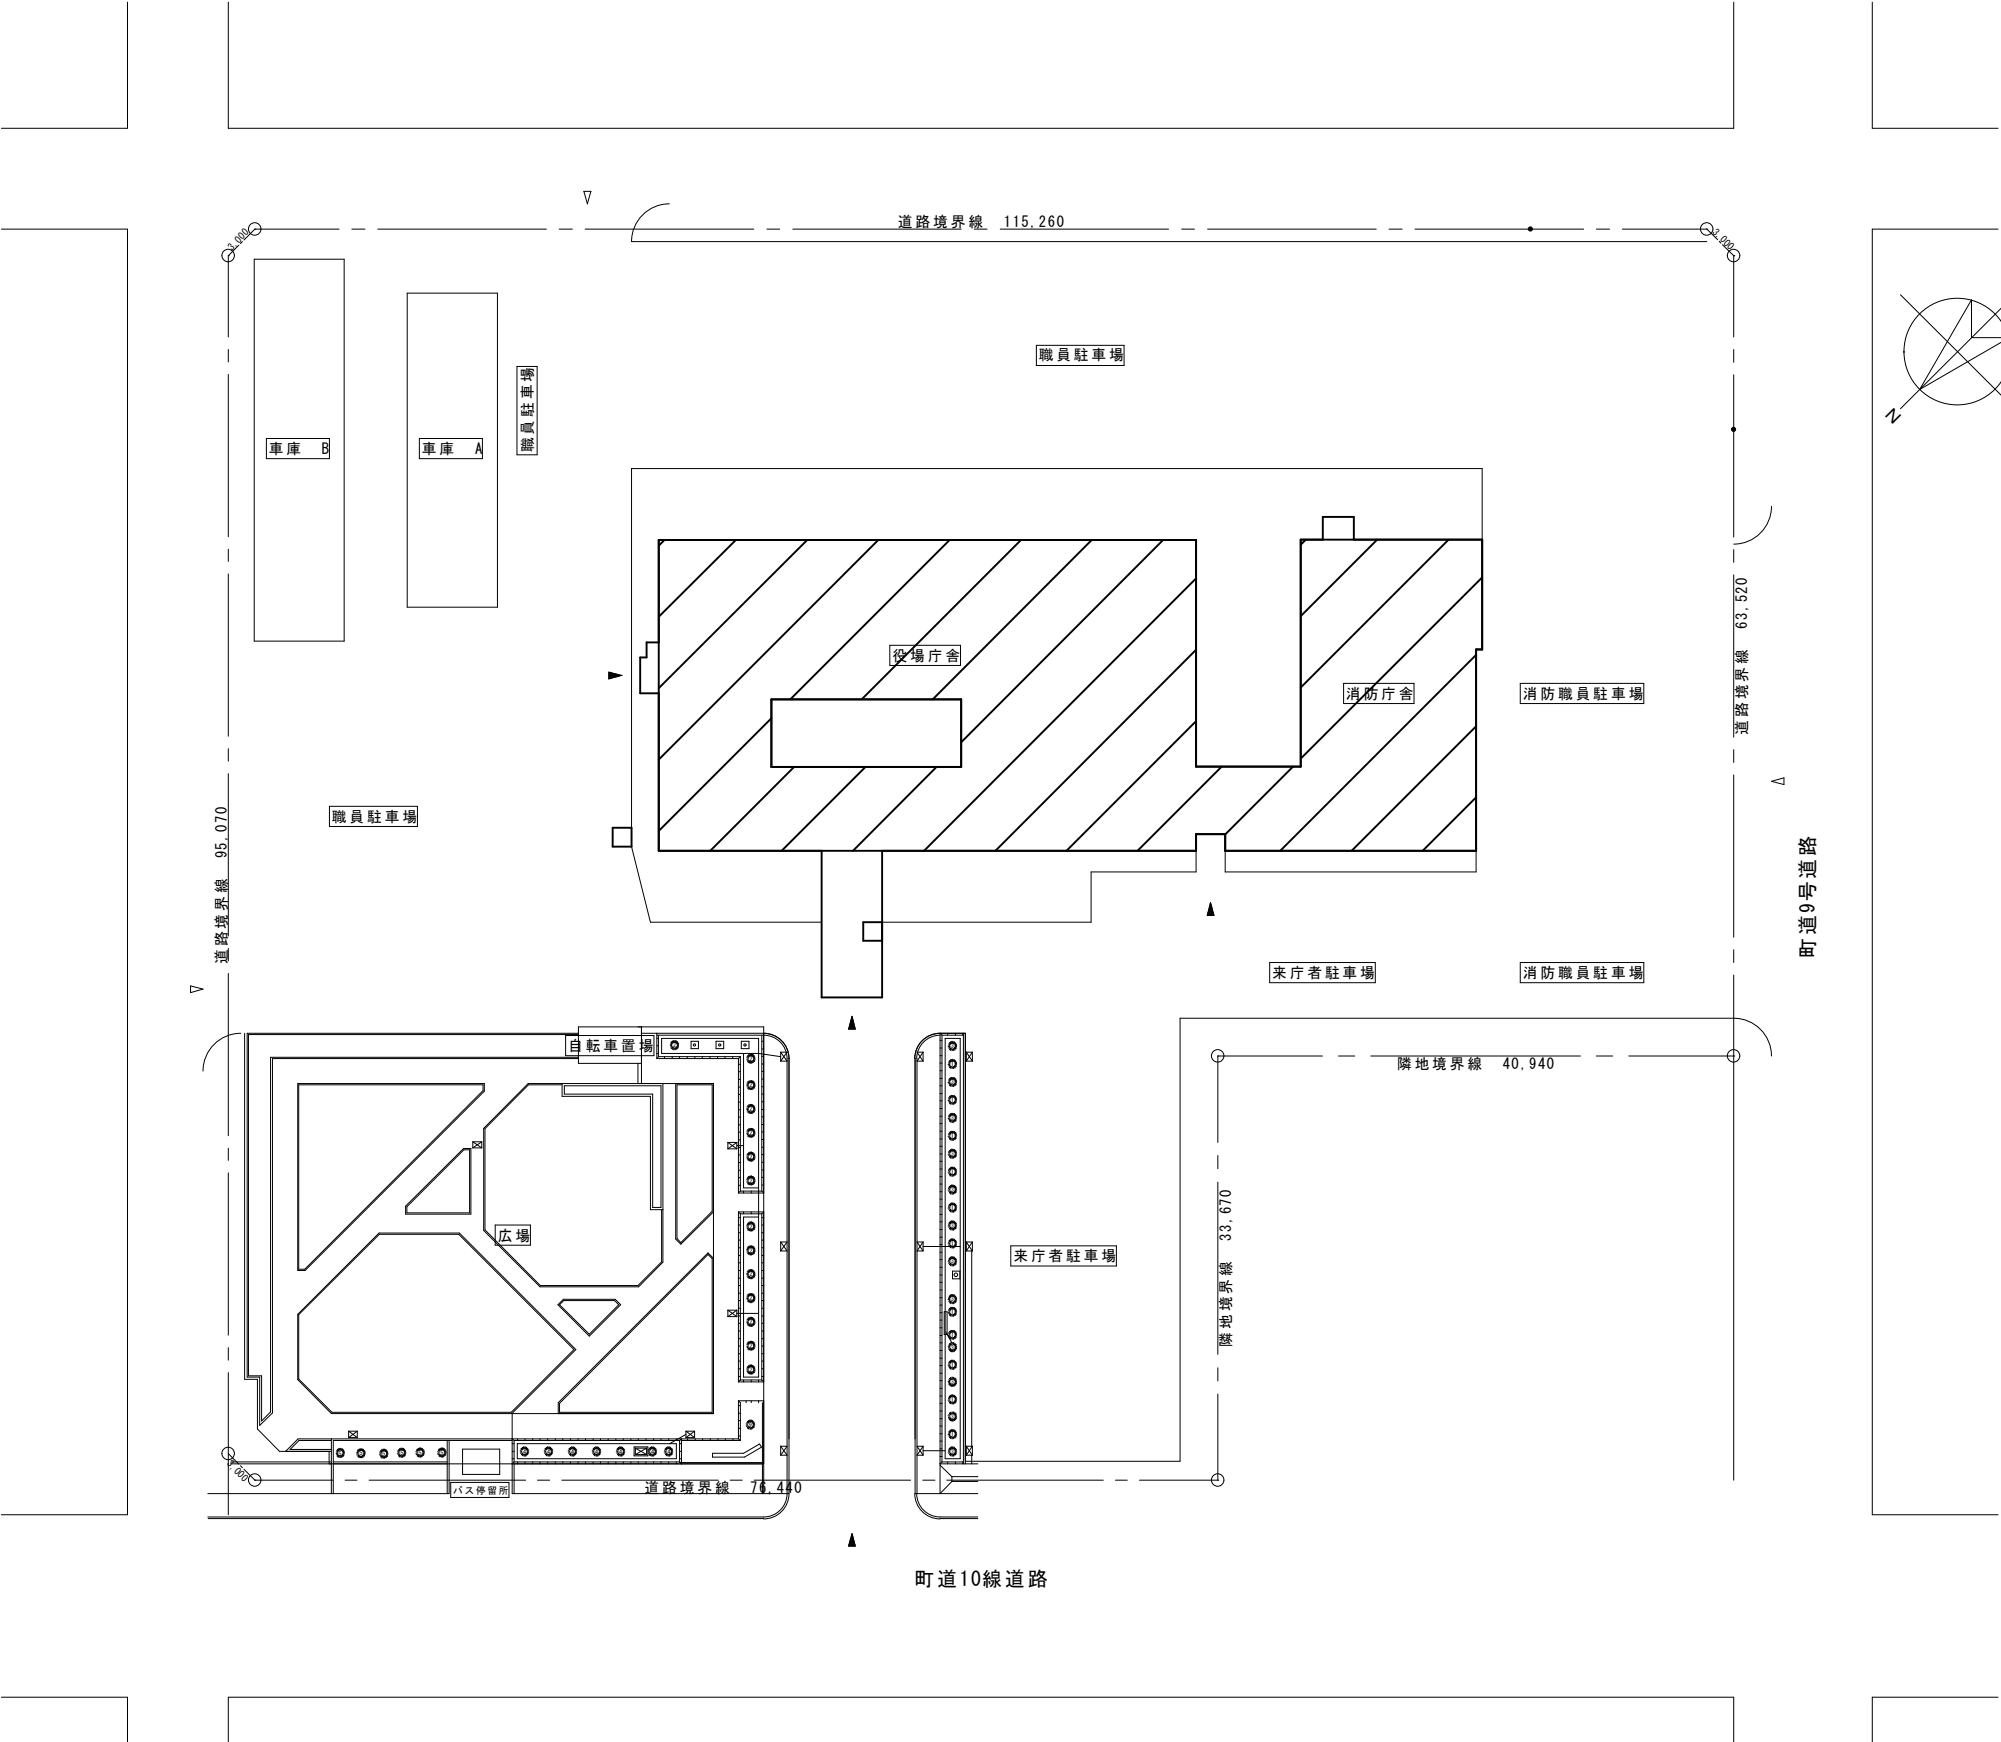 道路境界線　115,260
3,000
3,000
職員駐車場
職員駐車場
車庫　B
車庫　A
N
道路境界線　63,520
役場庁舎
消防庁舎
消防職員駐車場
職員駐車場
道路境界線　95,070
町道9号道路
来庁者駐車場
消防職員駐車場
自転車置場
隣地境界線　40,940
広場
来庁者駐車場
隣地境界線　33,670
3,000
バス停留所
道路境界線　76,440
町道10線道路